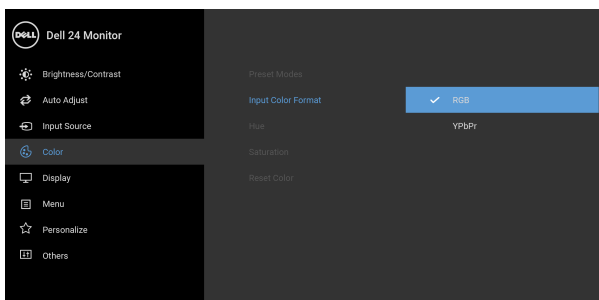 DELL Dell 24 Monitor
Brightness/Contrast
Auto Adjust
Input Source
Color
Display
Menu
Personalize
Others
Preset Modes
Input Color Format
Hue
Saturation
Reset Color
RGB
YPbPr